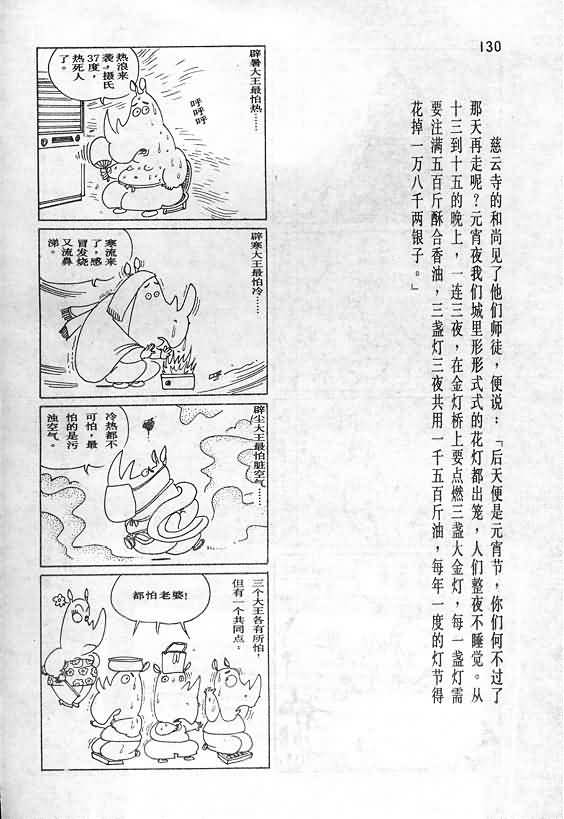 130
慈云寺的和尚见了他们师徒，便说：「后天便是元宵节，你们何不过了
那天再走呢？元宵夜我们城里形形式式的花灯都出笼，人们整夜不睡觉。从
十三到十五的晚上，一连三夜，在金灯桥上要点燃三盏大金灯，每一盏灯需
要注满五百斤酥合香油，三盏灯三夜共用一千五百斤油，每年一度的灯节得
花掉一万八千两银子。」
辟暑大王最怕热……
呼呼呼
热浪来
袭，摄氏
37度，
热死人
了。
辟寒大王最怕冷……
寒流来
了，感
冒发烧
又流鼻
涕。
辟尘大王最怕脏空气……
冷热都不
可怕，最
怕的是污
浊空气。
三个大王各有所怕，
但有一个共同点：
都怕老婆！